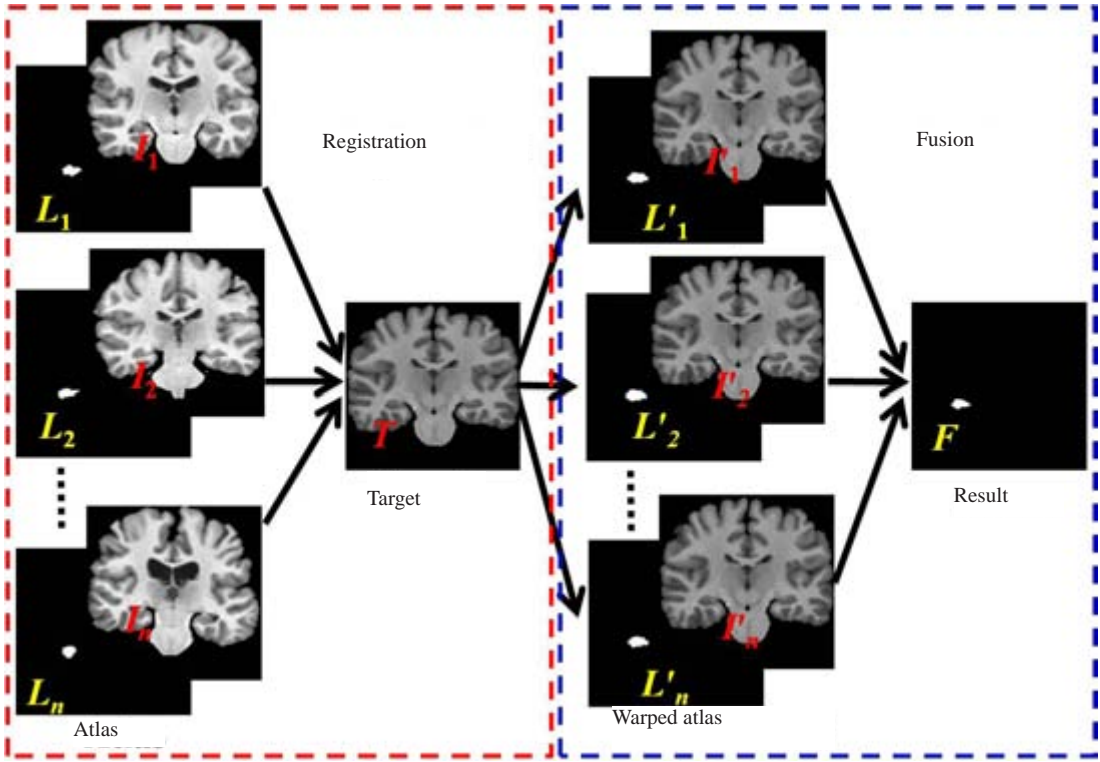 I₁
Registration
I'₁
Fusion
L₁
L'₁
I₂
I'₂
L₂
T
L'₂
F
Target
Result
Iₙ
I'ₙ
Lₙ
L'ₙ
Atlas
Warped atlas